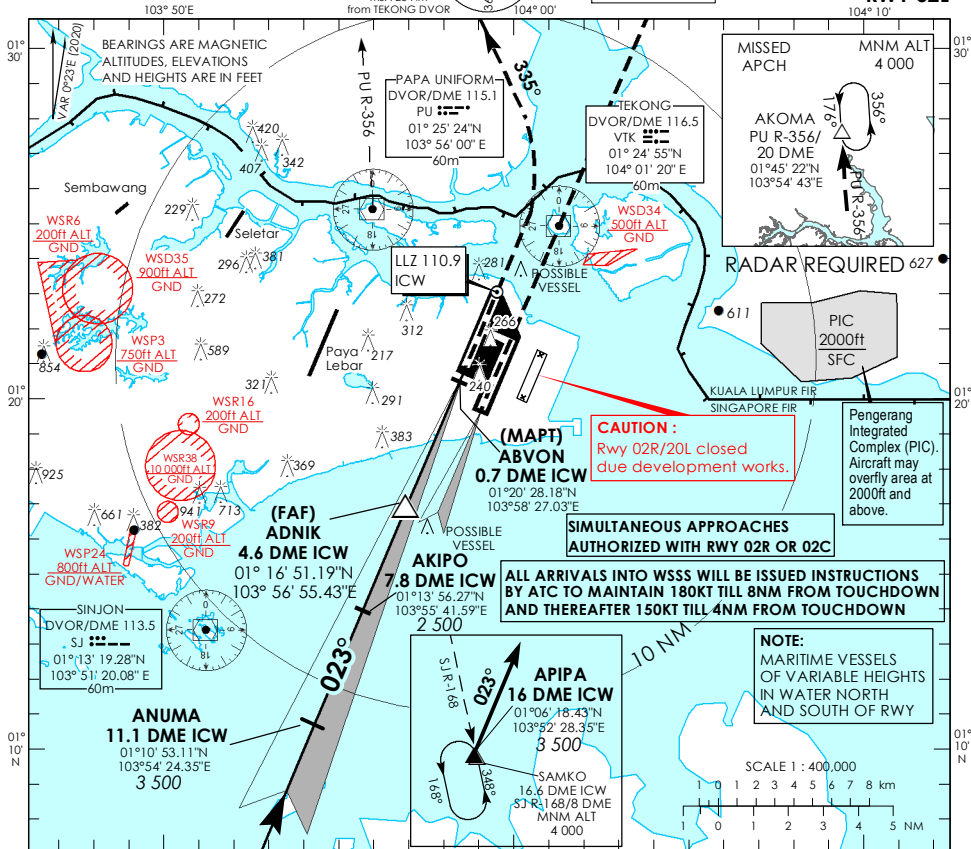 from TEKONG DVOR
103° 50'E
104° 00'
104° 10'
01°
30'
01°
30'
VAR 0°23'E (2020)
BEARINGS ARE MAGNETIC
ALTITUDES, ELEVATIONS
AND HEIGHTS ARE IN FEET
PU R-356
PAPA UNIFORM
DVOR/DME 115.1
PU
01° 25' 24"N
103° 56' 00" E
60m
335°
TEKONG
DVOR/DME 116.5
VTK
01° 24' 55"N
104° 01' 20" E
60m
MISSED
APCH
MNM ALT
4 000
176°
356°
AKOMA
PU R-356/
20 DME
01°45' 22"N
103°54' 43"E
PU R-356
420
407
342
Sembawang
229
Seletar
WSR6
200ft ALT
GND
WSD35
900ft ALT
GND
296
381
272
WSP3
750ft ALT
GND
854
589
LLZ 110.9
ICW
281
POSSIBLE
VESSEL
WSD34
500ft ALT
GND
RADAR REQUIRED
627
611
PIC
2000ft
SFC
312
266
217
Paya
Lebar
240
321
291
01°
20'
01°
20'
KUALA LUMPUR FIR
SINGAPORE FIR
Pengerang
Integrated
Complex (PIC).
Aircraft may
overfly area at
2000ft and
above.
WSR16
200ft ALT
GND
CAUTION :
Rwy 02R/20L closed
due development works.
383
(MAPT)
ABVON
0.7 DME ICW
01°20' 28.18"N
103°58' 27.03"E
WSR38
10 000ft ALT
GND
369
925
941
713
661
382
WSR9
200ft ALT
GND
WSP24
800ft ALT
GND/WATER
(FAF)
ADNIK
4.6 DME ICW
01° 16' 51.19"N
103° 56' 55.43"E
POSSIBLE
VESSEL
SIMULTANEOUS APPROACHES
AUTHORIZED WITH RWY 02R OR 02C
AKIPO
7.8 DME ICW
01°13' 56.27"N
103°55' 41.59"E
2 500
ALL ARRIVALS INTO WSSS WILL BE ISSUED INSTRUCTIONS
BY ATC TO MAINTAIN 180KT TILL 8NM FROM TOUCHDOWN
AND THEREAFTER 150KT TILL 4NM FROM TOUCHDOWN
SINJON
DVOR/DME 113.5
SJ
01°13' 19.28"N
103° 51' 20.08" E
60m
10 NM
NOTE:
MARITIME VESSELS
OF VARIABLE HEIGHTS
IN WATER NORTH
AND SOUTH OF RWY
023°
ANUMA
11.1 DME ICW
01°10' 53.11"N
103°54' 24.35"E
3 500
SJ R-168
023°
APIPA
16 DME ICW
01°06' 18.43"N
103°52' 28.35"E
3 500
168°
348°
SAMKO
16.6 DME ICW
SJ R-168/8 DME
MNM ALT
4 000
01°
10'
N
01°
10'
N
SCALE 1 : 400,000
1 0 1 2 3 4 5 6 7 8 km
1 0 1 2 3 4 5 NM